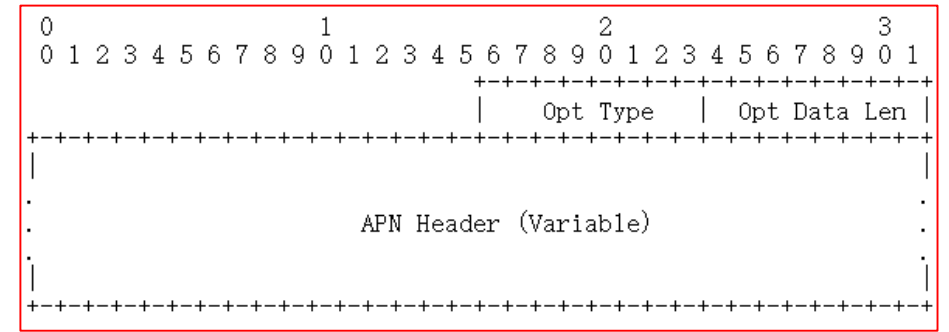 0                   1                   2                   3
0 1 2 3 4 5 6 7 8 9 0 1 2 3 4 5 6 7 8 9 0 1 2 3 4 5 6 7 8 9 0 1
+-+-+-+-+-+-+-+-+-+-+-+-+-+-+-+-+
|    Opt Type   |  Opt Data Len |
+-+-+-+-+-+-+-+-+-+-+-+-+-+-+-+-+-+-+-+-+-+-+-+-+-+-+-+-+-+-+-+-+
|                                                               |
.                                                               .
.                     APN Header (Variable)                     .
.                                                               .
|                                                               |
+-+-+-+-+-+-+-+-+-+-+-+-+-+-+-+-+-+-+-+-+-+-+-+-+-+-+-+-+-+-+-+-+